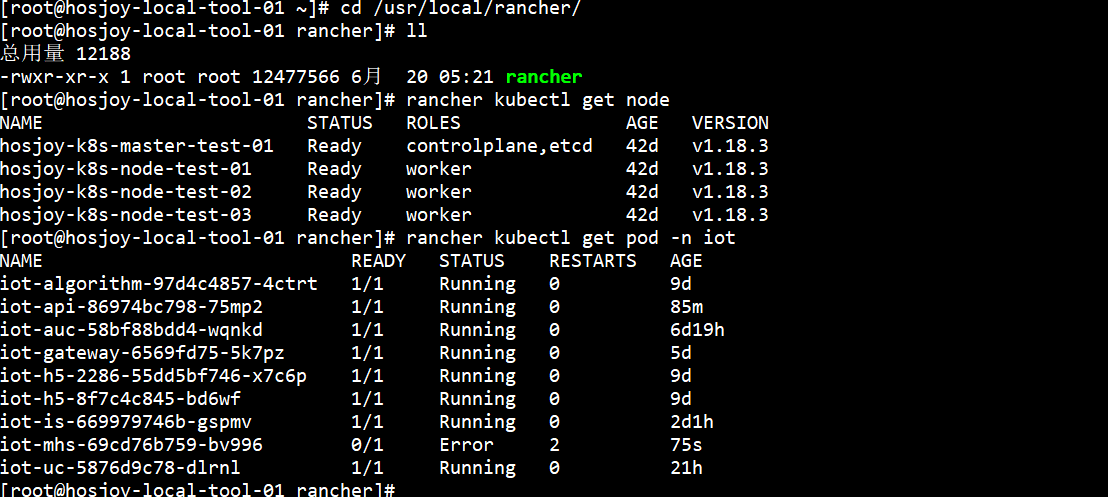 [root@hosjoy-local-tool-01 ~]# cd /usr/local/rancher/
[root@hosjoy-local-tool-01 rancher]# ll
总用量 12188
-rwxr-xr-x 1 root root 12477566 6月  20 05:21 rancher
[root@hosjoy-local-tool-01 rancher]# rancher kubectl get node
NAME                        STATUS   ROLES               AGE   VERSION
hosjoy-k8s-master-test-01   Ready    controlplane,etcd   42d   v1.18.3
hosjoy-k8s-node-test-01     Ready    worker              42d   v1.18.3
hosjoy-k8s-node-test-02     Ready    worker              42d   v1.18.3
hosjoy-k8s-node-test-03     Ready    worker              42d   v1.18.3
[root@hosjoy-local-tool-01 rancher]# rancher kubectl get pod -n iot
NAME                            READY   STATUS    RESTARTS   AGE
iot-algorithm-97d4c4857-4ctrt   1/1     Running   0          9d
iot-api-86974bc798-75mp2        1/1     Running   0          85m
iot-auc-58bf88bdd4-wqnkd        1/1     Running   0          6d19h
iot-gateway-6569fd75-5k7pz      1/1     Running   0          5d
iot-h5-2286-55dd5bf746-x7c6p    1/1     Running   0          9d
iot-h5-8f7c4c845-bd6wf          1/1     Running   0          9d
iot-is-669979746b-gspmv         1/1     Running   0          2d1h
iot-mhs-69cd76b759-bv996        0/1     Error     2          75s
iot-uc-5876d9c78-dlrnl          1/1     Running   0          21h
[root@hosjoy-local-tool-01 rancher]#